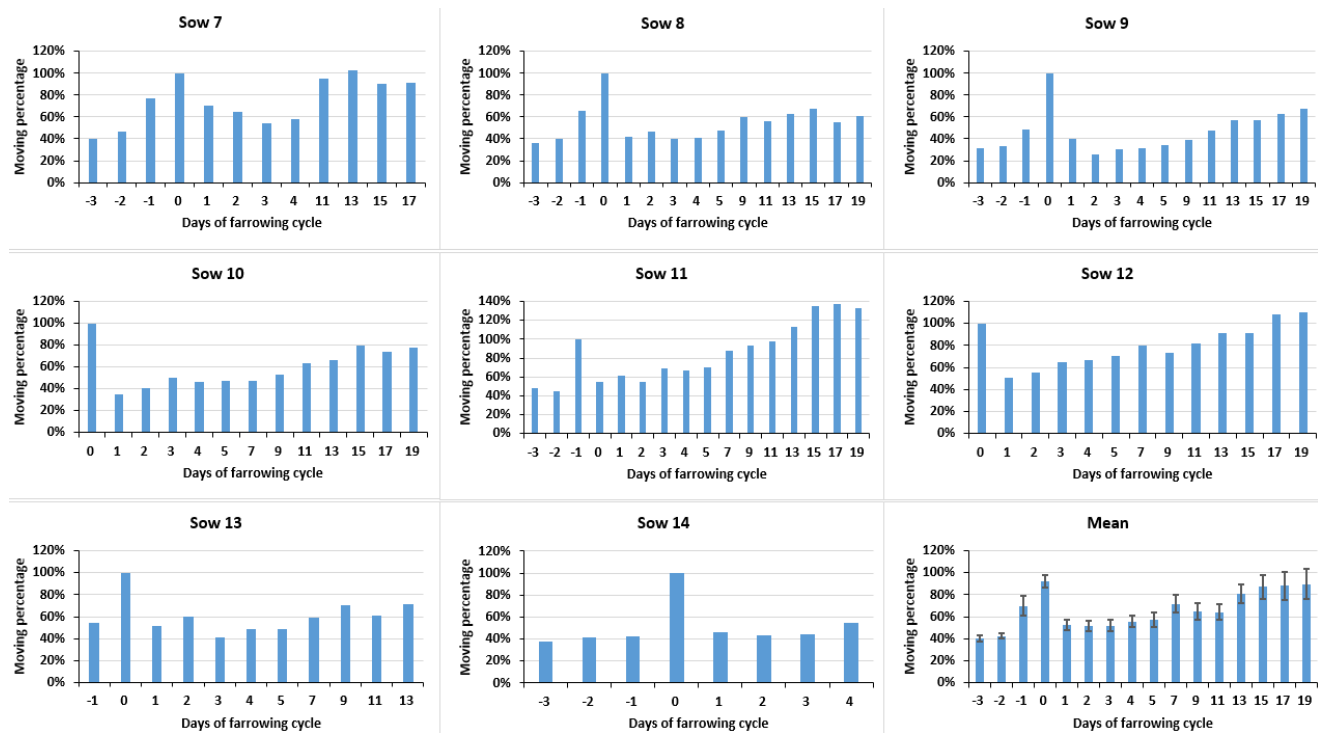 Sow 7
Moving percentage
120%
100%
80%
60%
40%
20%
0%
-3 -2 -1 0 1 2 3 4 11 13 15 17
Days of farrowing cycle
Sow 8
Moving percentage
120%
100%
80%
60%
40%
20%
0%
-3 -2 -1 0 1 2 3 4 5 9 11 13 15 17 19
Days of farrowing cycle
Sow 9
Moving percentage
120%
100%
80%
60%
40%
20%
0%
-3 -2 -1 0 1 2 3 4 5 9 11 13 15 17 19
Days of farrowing cycle
Sow 10
Moving percentage
120%
100%
80%
60%
40%
20%
0%
0 1 2 3 4 5 7 9 11 13 15 17 19
Days of farrowing cycle
Sow 11
Moving percentage
140%
120%
100%
80%
60%
40%
20%
0%
-3 -2 -1 0 1 2 3 4 5 7 9 11 13 15 17 19
Days of farrowing cycle
Sow 12
Moving percentage
120%
100%
80%
60%
40%
20%
0%
0 1 2 3 4 5 7 9 11 13 15 17 19
Days of farrowing cycle
Sow 13
Moving percentage
120%
100%
80%
60%
40%
20%
0%
-1 0 1 2 3 4 5 7 9 11 13
Days of farrowing cycle
Sow 14
Moving percentage
120%
100%
80%
60%
40%
20%
0%
-3 -2 -1 0 1 2 3 4
Days of farrowing cycle
Mean
Moving percentage
120%
100%
80%
60%
40%
20%
0%
-3 -2 -1 0 1 2 3 4 5 7 9 11 13 15 17 19
Days of farrowing cycle